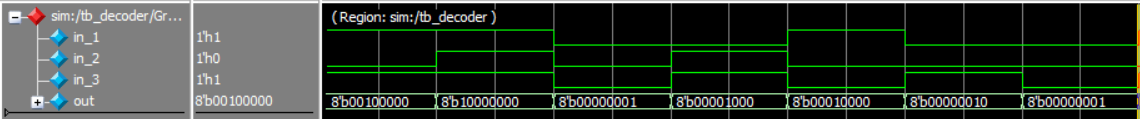 sim:/tb_decoder/Gr...
(Region: sim:/tb_decoder )
in_1 1'h1
in_2 1'h0
in_3 1'h1
out 8'b00100000 8'b00100000 8'b10000000 8'b00000001 8'b00001000 8'b00010000 8'b00000010 8'b00000001